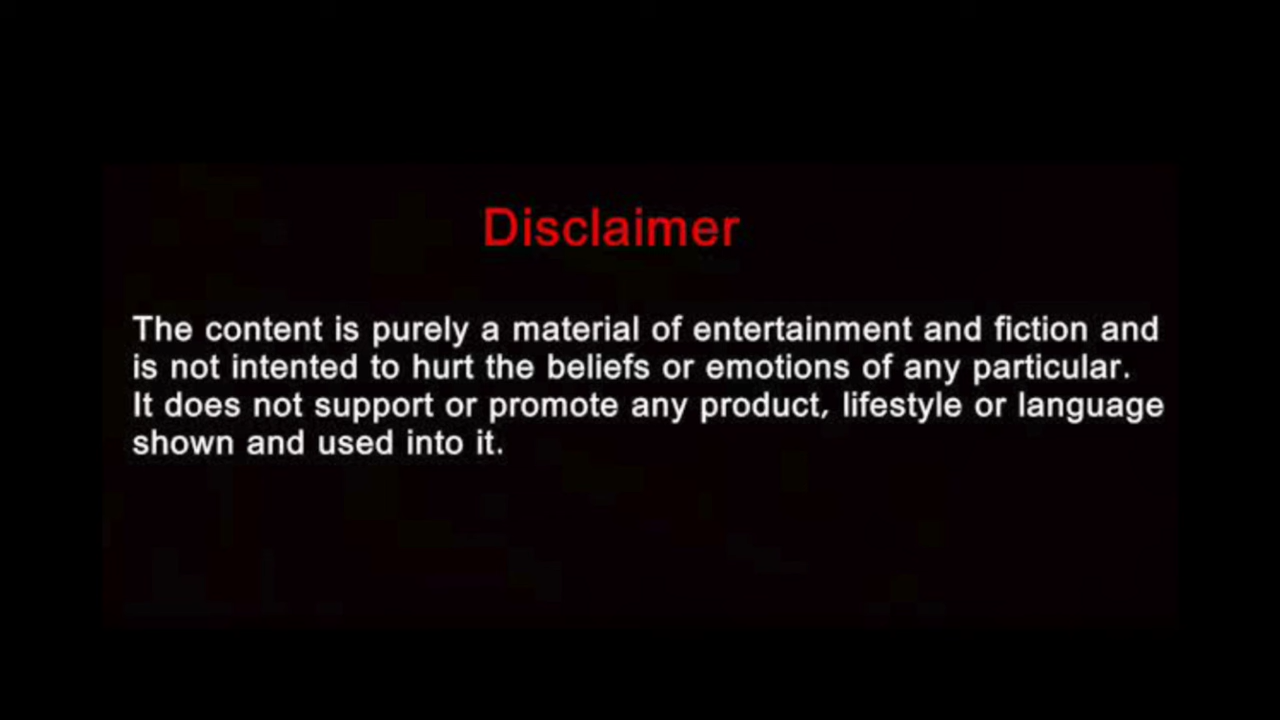 Disclaimer
The content is purely a material of entertainment and fiction and
is not intented to hurt the beliefs or emotions of any particular.
It does not support or promote any product, lifestyle or language
shown and used into it.